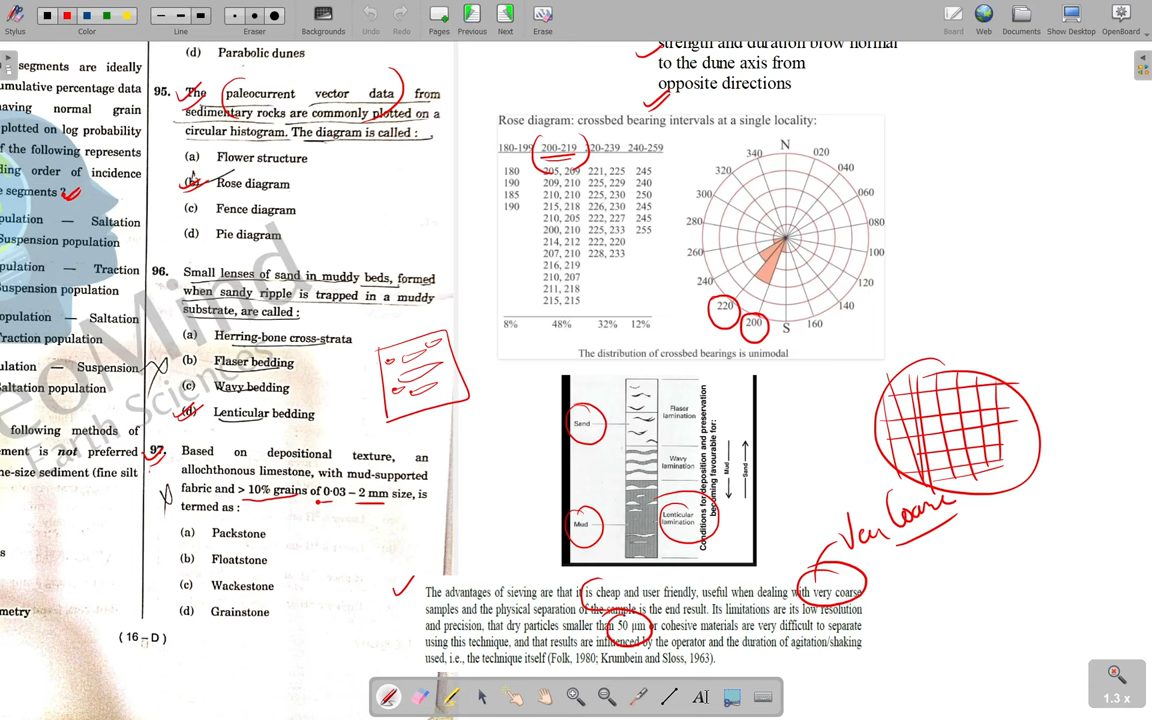 Stylus
Color
Line
Eraser
Backgrounds
Undo
Redo
Pages
Previous
Next
Erase
Board
Web
Documents
Show Desktop
OpenBoard
segments are ideally
umulative percentage data
having normal grain
plotted on log probability
f the following represents
ding order of incidence
e segments ?
pulation — Saltation
Suspension population
pulation — Traction
Suspension population
opulation — Saltation
Traction population
ulation — Suspension
Saltation population
following methods of
ement is not preferred
ne-size sediment (fine silt
s
metry
(d) Parabolic dunes
95. The paleocurrent vector data from
sedimentary rocks are commonly plotted on a
circular histogram. The diagram is called :
(a) Flower structure
(b) Rose diagram
(c) Fence diagram
(d) Pie diagram
96. Small lenses of sand in muddy beds, formed
when sandy ripple is trapped in a muddy
substrate, are called :
(a) Herring-bone cross-strata
(b) Flaser bedding
(c) Wavy bedding
(d) Lenticular bedding
97. Based on depositional texture, an
allochthonous limestone, with mud-supported
fabric and > 10% grains of 0·03 – 2 mm size, is
termed as :
(a) Packstone
(b) Floatstone
(c) Wackestone
(d) Grainstone
( 16 – D )
eoMind
Earth Sciences
strength and duration blow normal
to the dune axis from
opposite directions
Rose diagram: crossbed bearing intervals at a single locality:
180-199 200-219 220-239 240-259
180 205, 209 221, 225 245
190 209, 210 225, 229 240
185 210, 210 225, 230 250
190 215, 218 226, 230 245
210, 205 222, 227 245
200, 210 225, 233 255
214, 212 222, 220
207, 210 228, 233
216, 219
210, 207
211, 218
215, 215
8% 48% 32% 12%
N
020
040
060
080
100
120
140
160
S
200
220
240
260
280
300
320
340
The distribution of crossbed bearings is unimodal
Sand
Mud
Flaser
lamination
Wavy
lamination
Lenticular
lamination
Conditions for deposition and preservation
becoming favourable for:
Mud
Sand
Very Coarse
The advantages of sieving are that it is cheap and user friendly, useful when dealing with very coarse
samples and the physical separation of the sample is the end result. Its limitations are its low resolution
and precision, that dry particles smaller than 50 μm or cohesive materials are very difficult to separate
using this technique, and that results are influenced by the operator and the duration of agitation/shaking
used, i.e., the technique itself (Folk, 1980; Krumbein and Sloss, 1963).
1.3 x